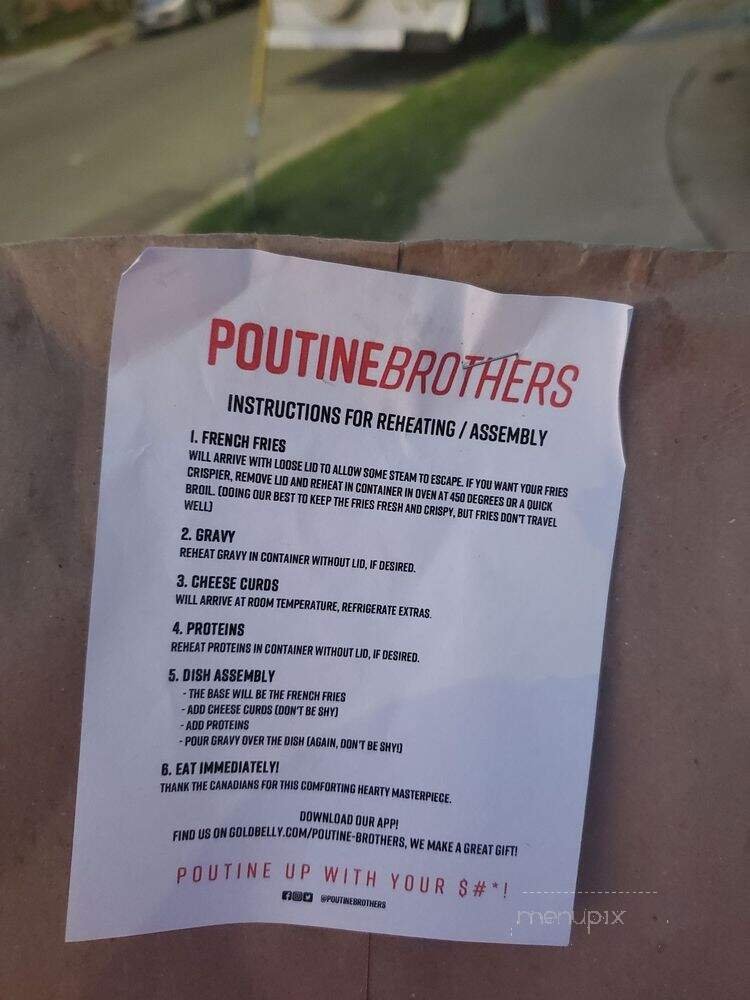 POUTINEBROTHERS
INSTRUCTIONS FOR REHEATING / ASSEMBLY
1. FRENCH FRIES
WILL ARRIVE WITH LOOSE LID TO ALLOW SOME STEAM TO ESCAPE. IF YOU WANT YOUR FRIES
CRISPIER, REMOVE LID AND REHEAT IN CONTAINER IN OVEN AT 450 DEGREES OR A QUICK
BROIL. (DOING OUR BEST TO KEEP THE FRIES FRESH AND CRISPY, BUT FRIES DON'T TRAVEL
WELL)
2. GRAVY
REHEAT GRAVY IN CONTAINER WITHOUT LID, IF DESIRED.
3. CHEESE CURDS
WILL ARRIVE AT ROOM TEMPERATURE, REFRIGERATE EXTRAS.
4. PROTEINS
REHEAT PROTEINS IN CONTAINER WITHOUT LID, IF DESIRED.
5. DISH ASSEMBLY
- THE BASE WILL BE THE FRENCH FRIES
- ADD CHEESE CURDS (DON'T BE SHY)
- ADD PROTEINS
- POUR GRAVY OVER THE DISH (AGAIN, DON'T BE SHY!)
6. EAT IMMEDIATELY!
THANK THE CANADIANS FOR THIS COMFORTING HEARTY MASTERPIECE.
DOWNLOAD OUR APP!
FIND US ON GOLDBELLY.COM/POUTINE-BROTHERS, WE MAKE A GREAT GIFT!
POUTINE UP WITH YOUR $#*!
@POUTINEBROTHERS
menupix